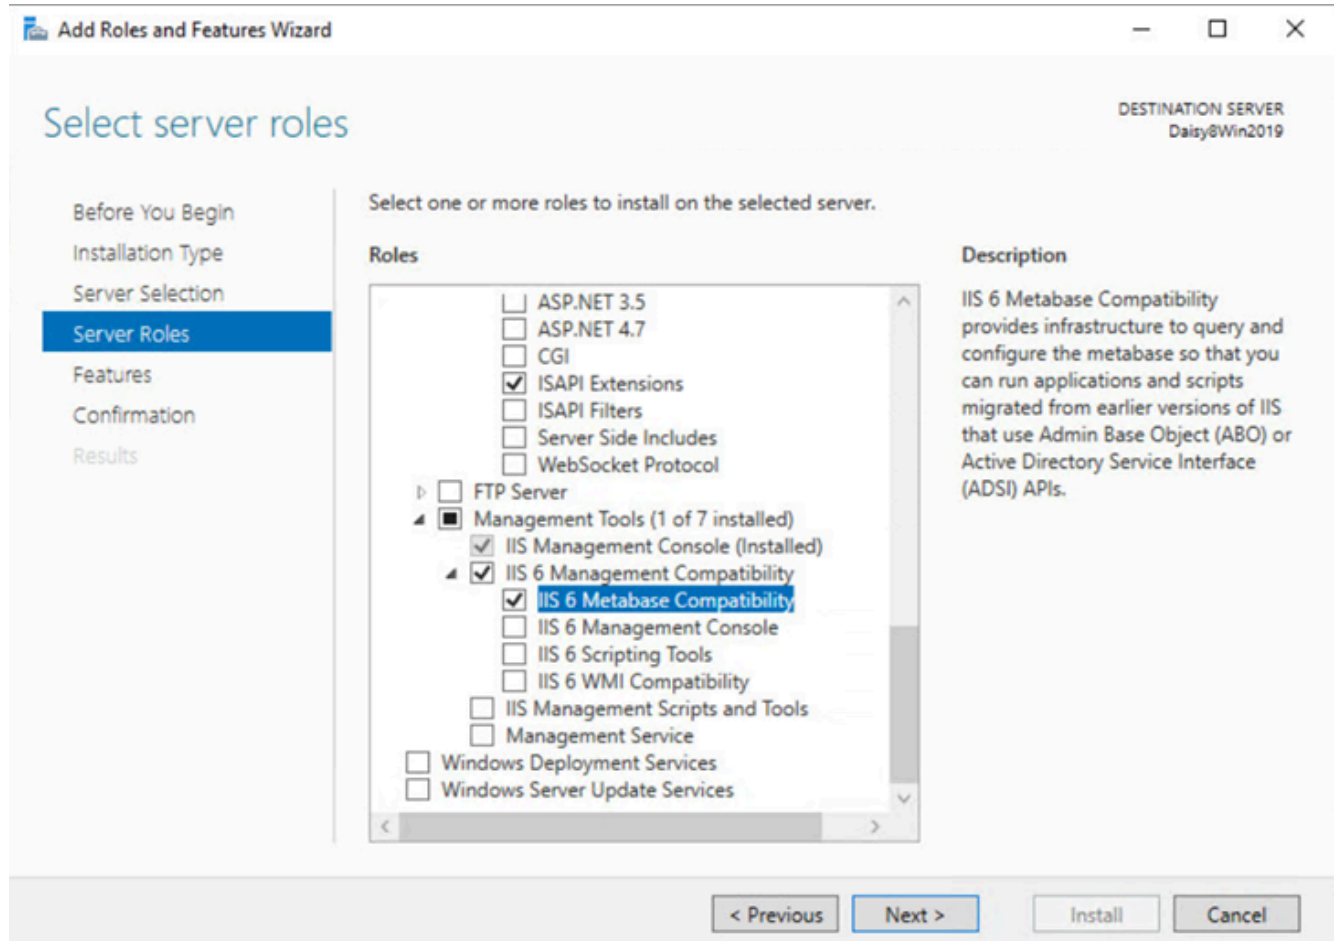 Add Roles and Features Wizard
Select server roles
DESTINATION SERVER
Daisy8Win2019
Before You Begin
Installation Type
Server Selection
Server Roles
Features
Confirmation
Results
Select one or more roles to install on the selected server.
Roles
ASP.NET 3.5
ASP.NET 4.7
CGI
ISAPI Extensions
ISAPI Filters
Server Side Includes
WebSocket Protocol
FTP Server
Management Tools (1 of 7 installed)
IIS Management Console (Installed)
IIS 6 Management Compatibility
IIS 6 Metabase Compatibility
IIS 6 Management Console
IIS 6 Scripting Tools
IIS 6 WMI Compatibility
IIS Management Scripts and Tools
Management Service
Windows Deployment Services
Windows Server Update Services
Description
IIS 6 Metabase Compatibility
provides infrastructure to query and
configure the metabase so that you
can run applications and scripts
migrated from earlier versions of IIS
that use Admin Base Object (ABO) or
Active Directory Service Interface
(ADSI) APIs.
< Previous
Next >
Install
Cancel